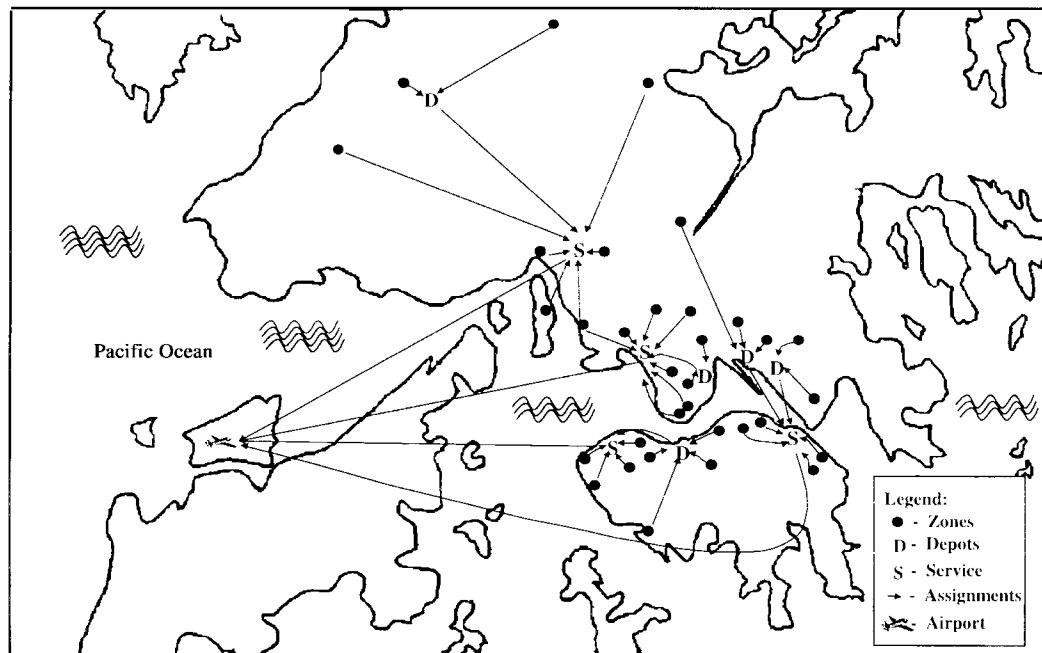 D
S
S
D
D
D
Pacific Ocean
S
D
S
Legend:
- Zones
D - Depots
S - Service
- Assignments
- Airport